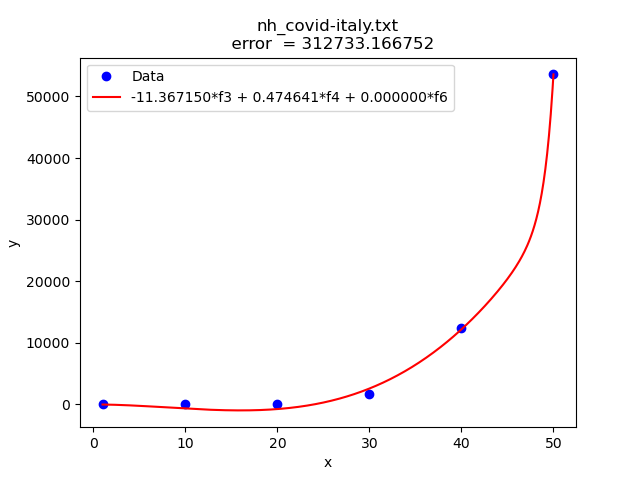 nh_covid-italy.txt
error  = 312733.166752
Data
-11.367150*f3 + 0.474641*f4 + 0.000000*f6
50000
40000
30000
20000
10000
0
y
0 10 20 30 40 50
x